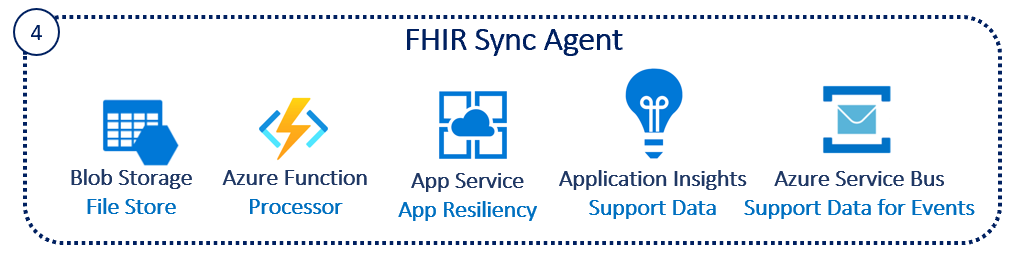 4
FHIR Sync Agent
Blob Storage
File Store
Azure Function
Processor
App Service
App Resiliency
Application Insights
Support Data
Azure Service Bus
Support Data for Events